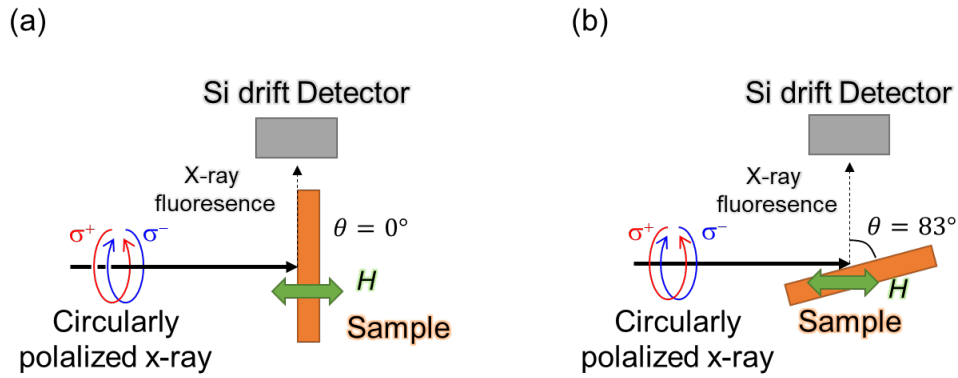 (a)
Si drift Detector
X-ray
fluoresence
σ⁺ σ⁻
θ = 0°
H
Circularly
polalized x-ray
Sample
(b)
Si drift Detector
X-ray
fluoresence
σ⁺ σ⁻
θ = 83°
H
Circularly
polalized x-ray
Sample